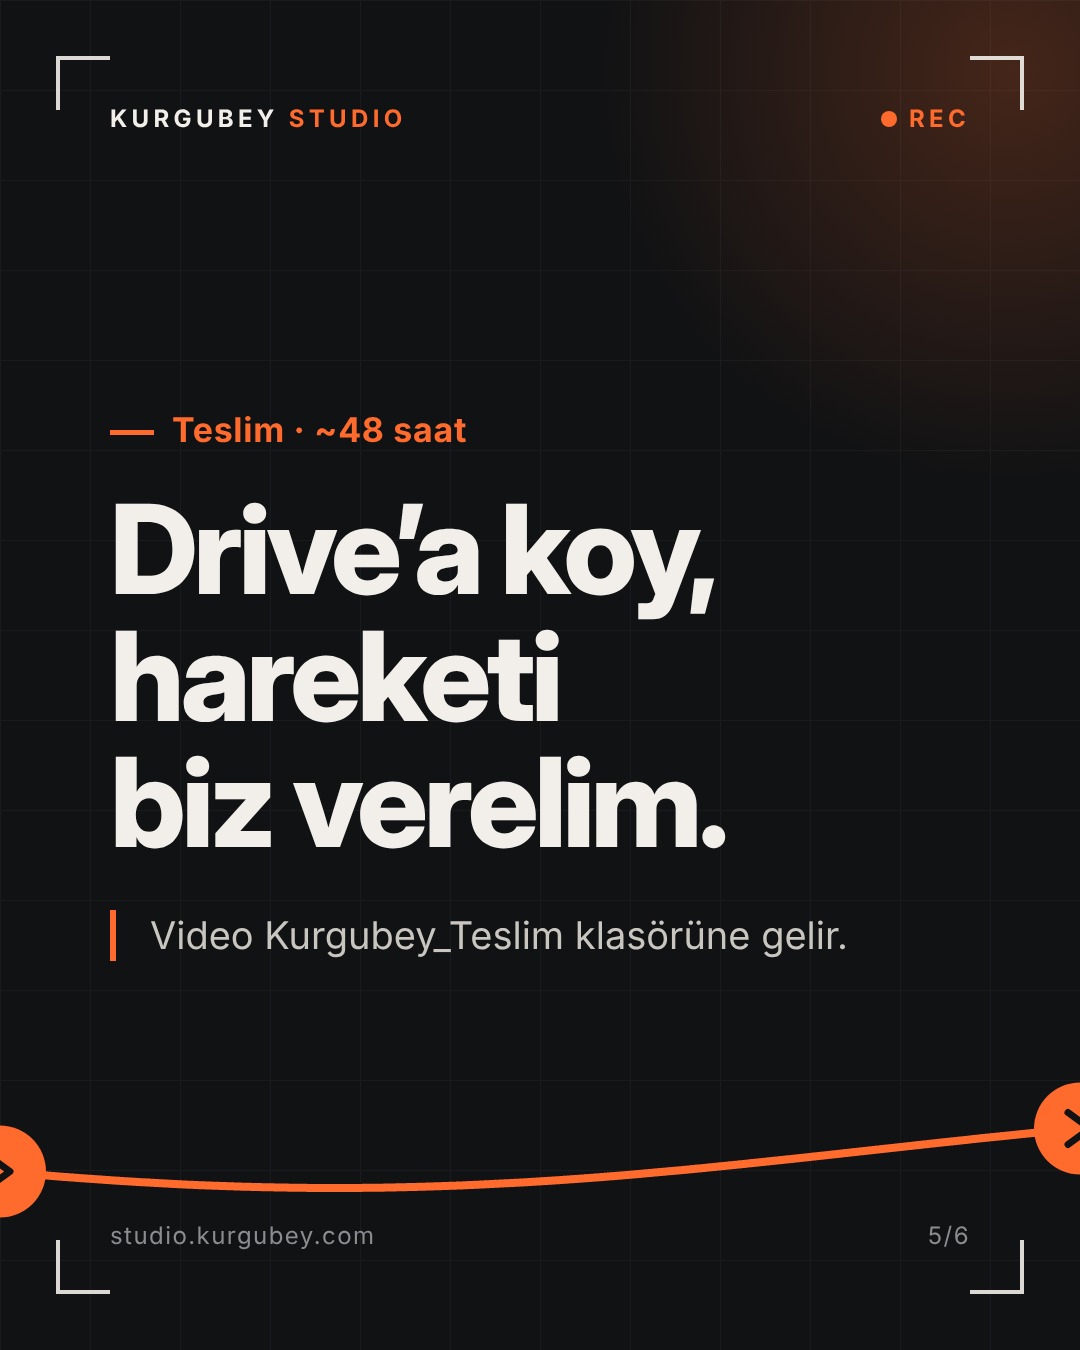 KURGUBEY STUDIO
REC
Teslim · ~48 saat
Drive'a koy,
hareketi
biz verelim.
Video Kurgubey_Teslim klasörüne gelir.
studio.kurgubey.com
5/6